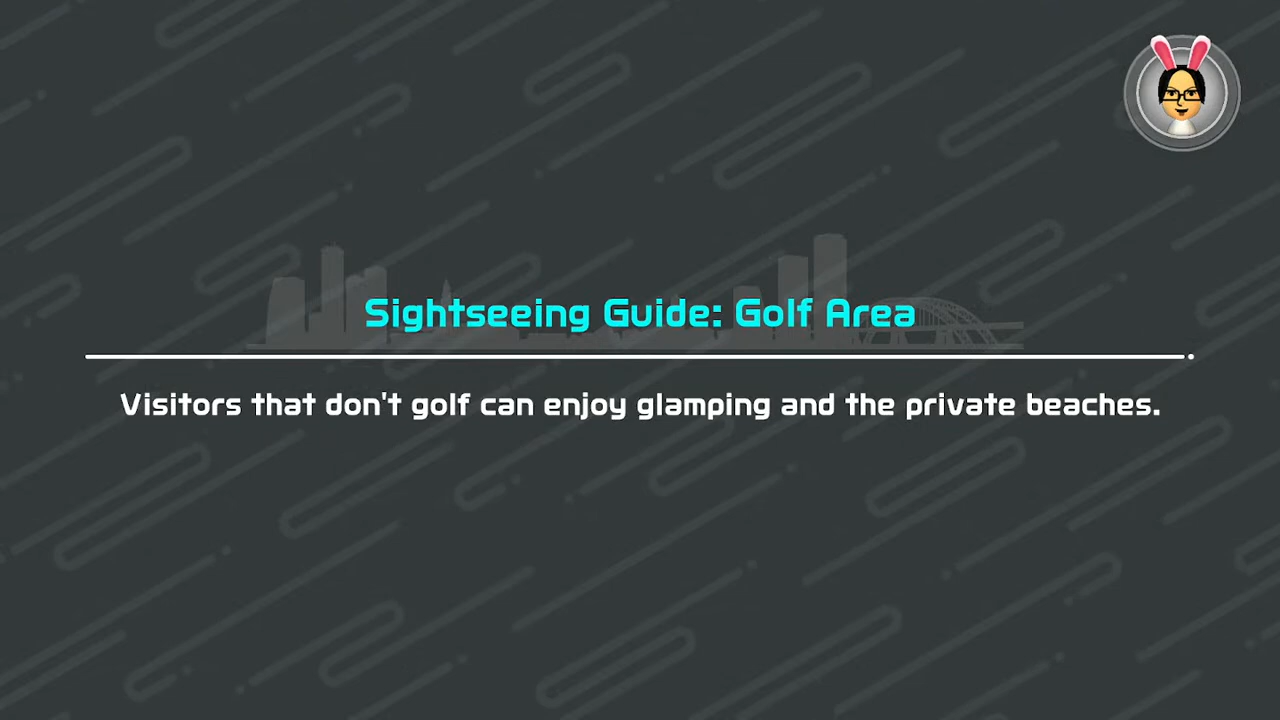 Sightseeing Guide: Golf Area
Visitors that don't golf can enjoy glamping and the private beaches.